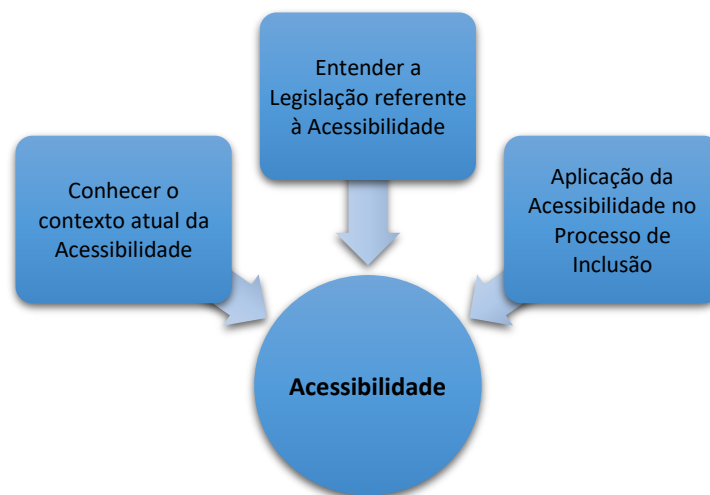 Conhecer o
contexto atual da
Acessibilidade
Entender a
Legislação referente
à Acessibilidade
Aplicação da
Acessibilidade no
Processo de
Inclusão
Acessibilidade